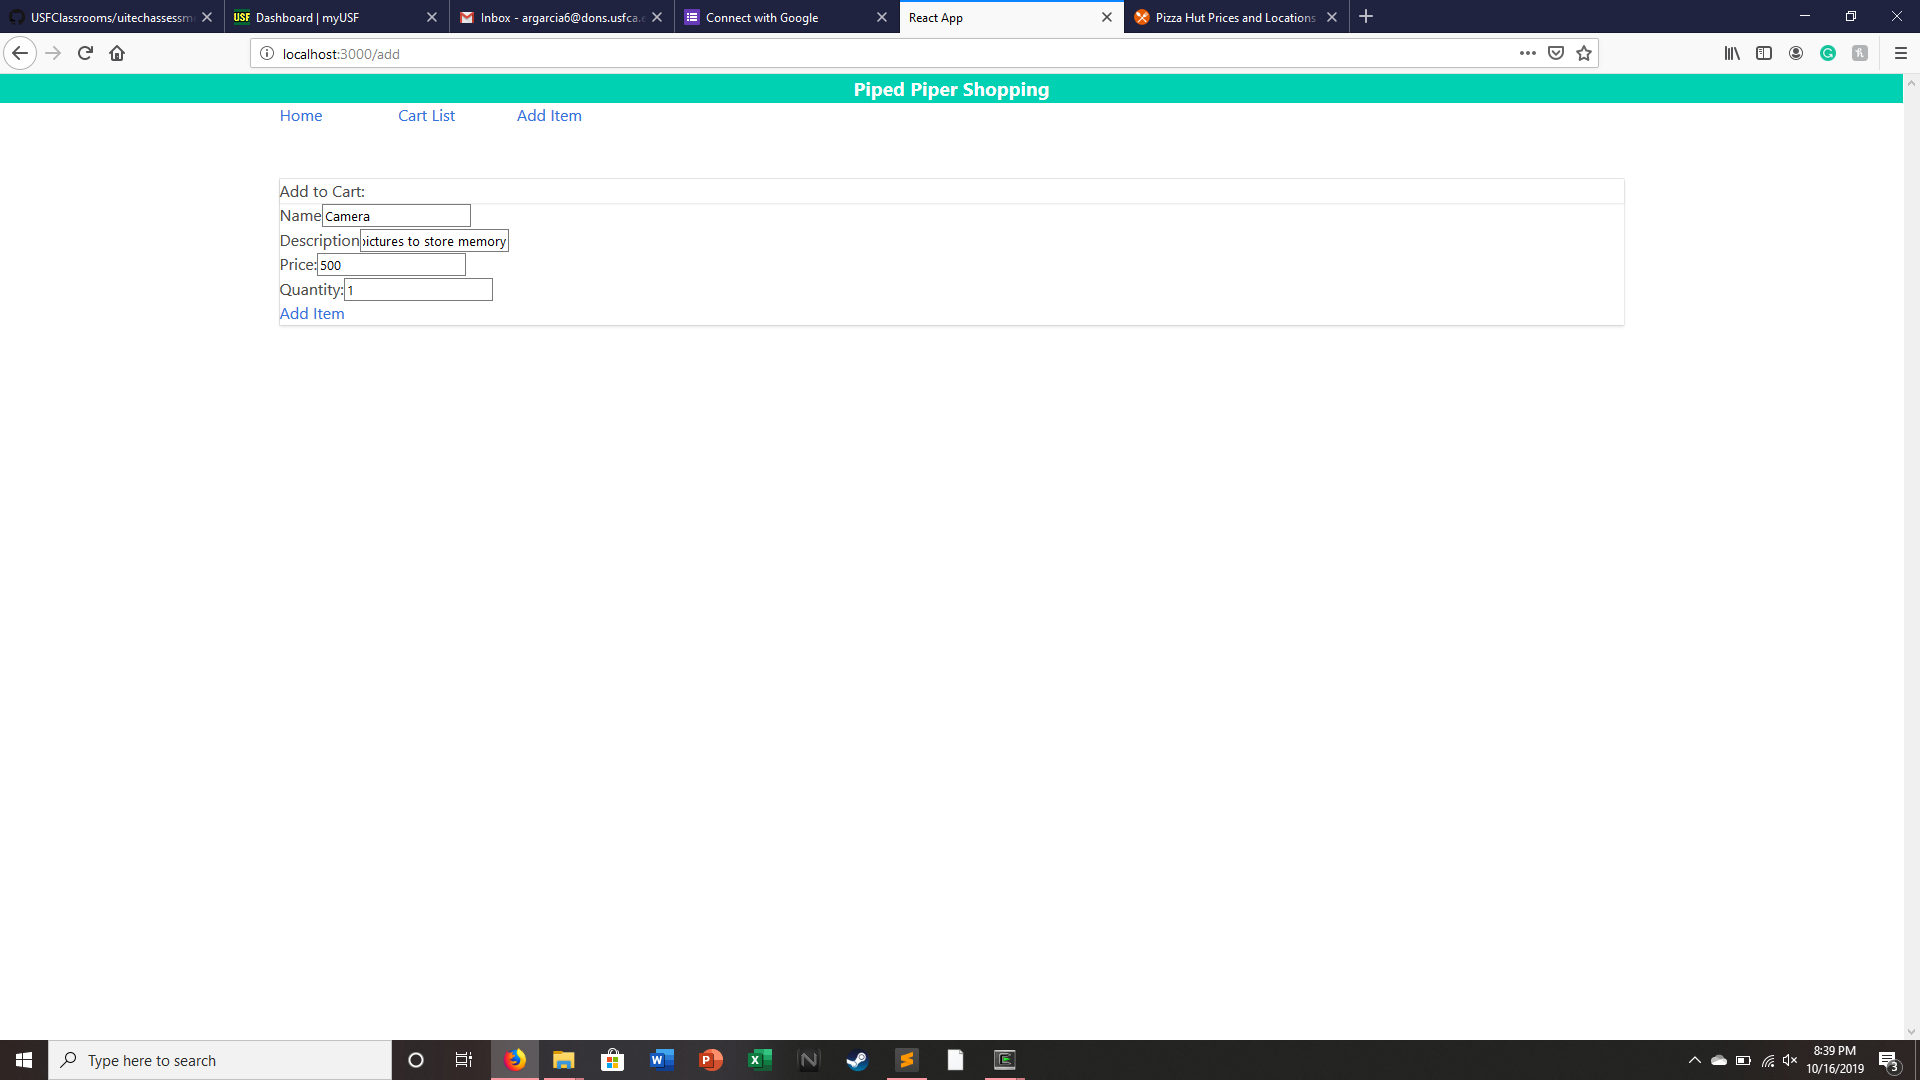 USFClassrooms/uitechassessm
USF Dashboard | myUSF
Inbox - argarcia6@dons.usfca.e
Connect with Google
React App
Pizza Hut Prices and Locations
localhost:3000/add
Piped Piper Shopping
Home Cart List Add Item
Add to Cart:
Name Camera
Description pictures to store memory
Price: 500
Quantity: 1
Add Item
Type here to search
8:39 PM
10/16/2019
3